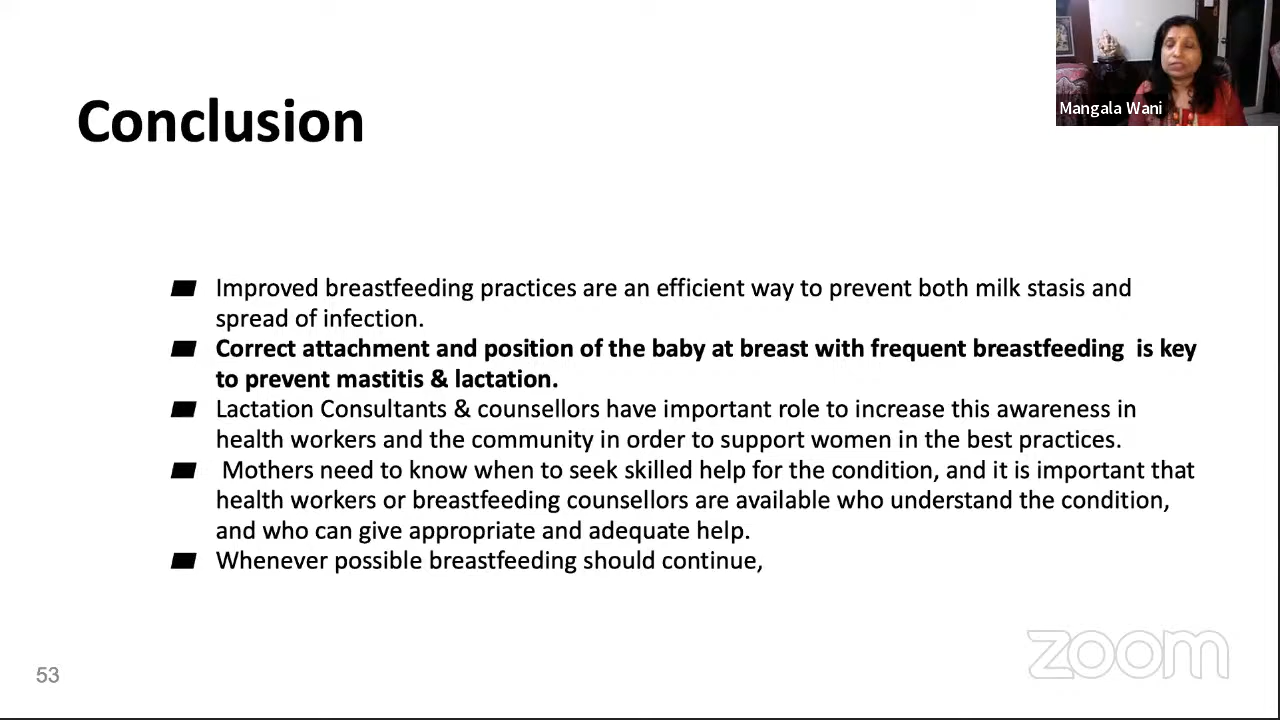 Mangala Wani
Conclusion
Improved breastfeeding practices are an efficient way to prevent both milk stasis and
spread of infection.
Correct attachment and position of the baby at breast with frequent breastfeeding is key
to prevent mastitis & lactation.
Lactation Consultants & counsellors have important role to increase this awareness in
health workers and the community in order to support women in the best practices.
Mothers need to know when to seek skilled help for the condition, and it is important that
health workers or breastfeeding counsellors are available who understand the condition,
and who can give appropriate and adequate help.
Whenever possible breastfeeding should continue,
zoom
53